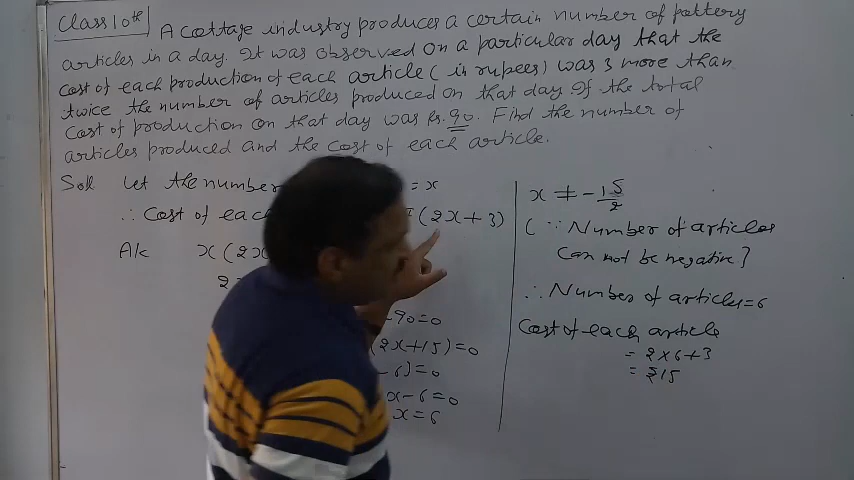 Class 10th A cottage industry produces a certain number of pottery
articles in a day. It was observed on a particular day that the
cost of each production of each article (in rupees) was 3 more than
twice the number of articles produced on that day If the total
cost of production on that day was Rs. 90. Find the number of
articles produced and the cost of each article.
Sol Let the number = x
∴ Cost of each (2x+3)
A/c x(2x
2
-90=0
(2x+15)=0
-6)=0
x-6=0
x=6
x ≠ -15/2
(∵ Number of articles
can not be negative]
∴ Number of article=6
Cost of each article
= 2x6+3
= ₹15